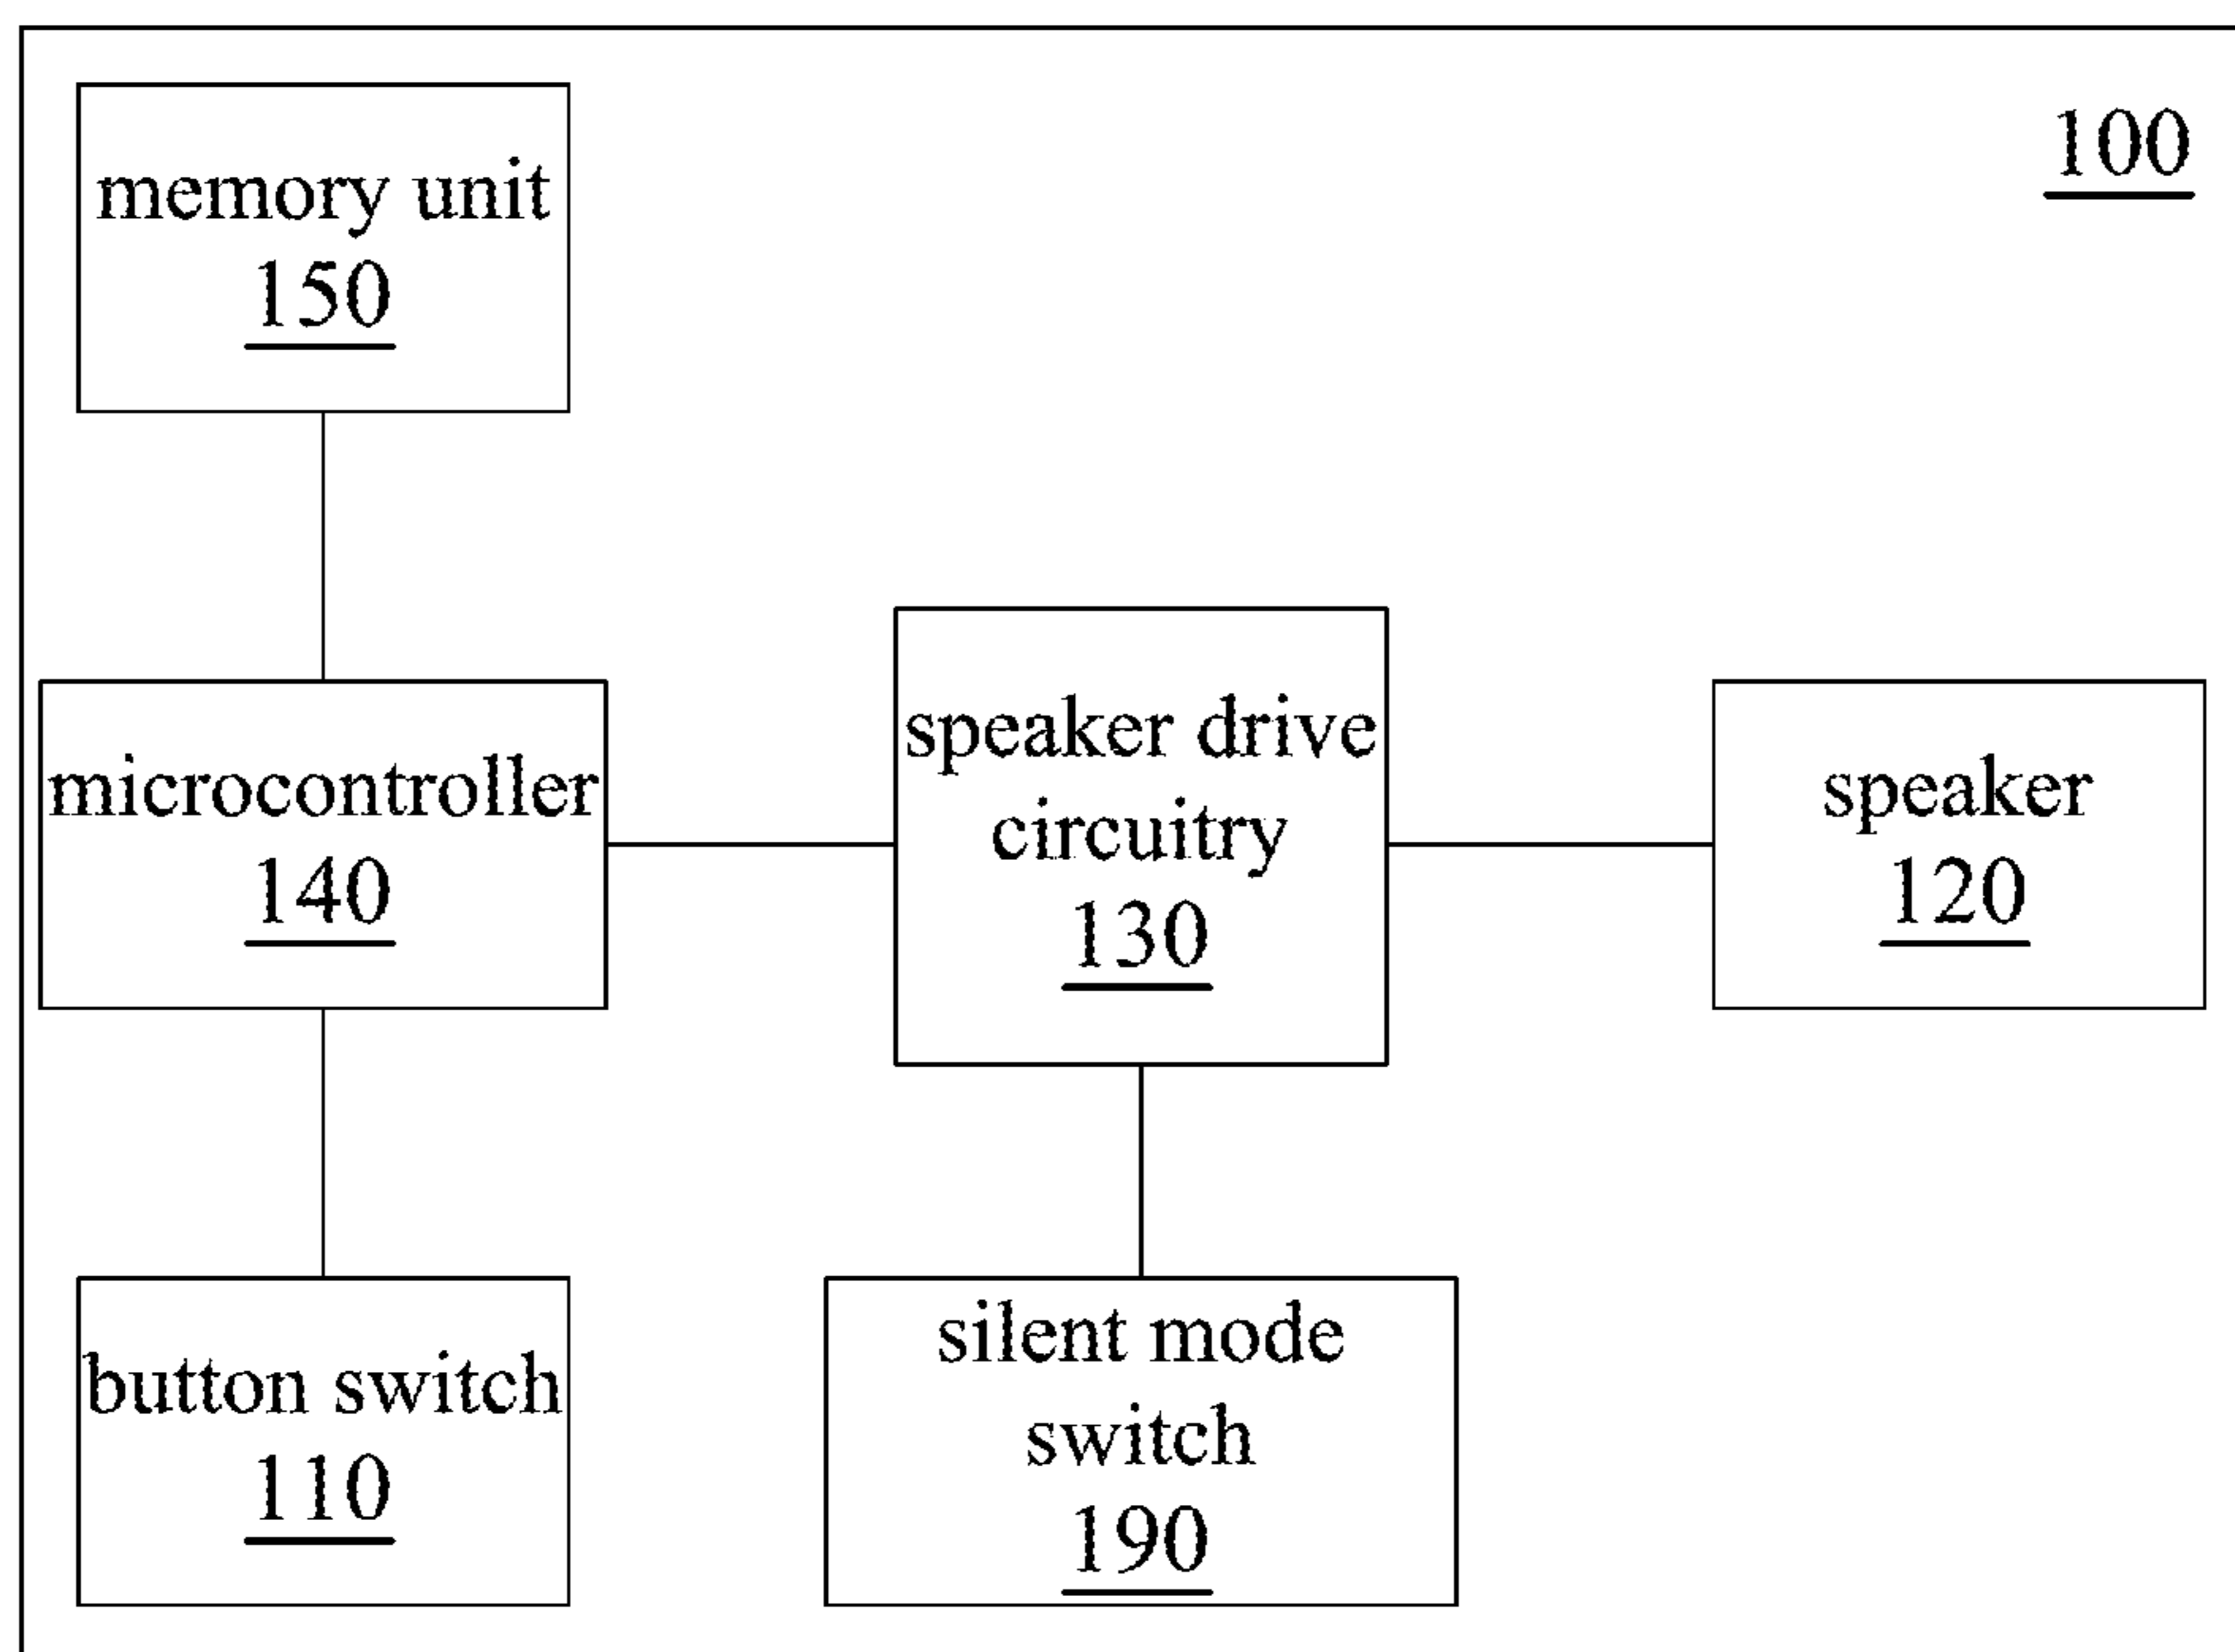 100
memory unit
150
microcontroller
140
speaker drive
circuitry
130
speaker
120
button switch
110
silent mode
switch
190